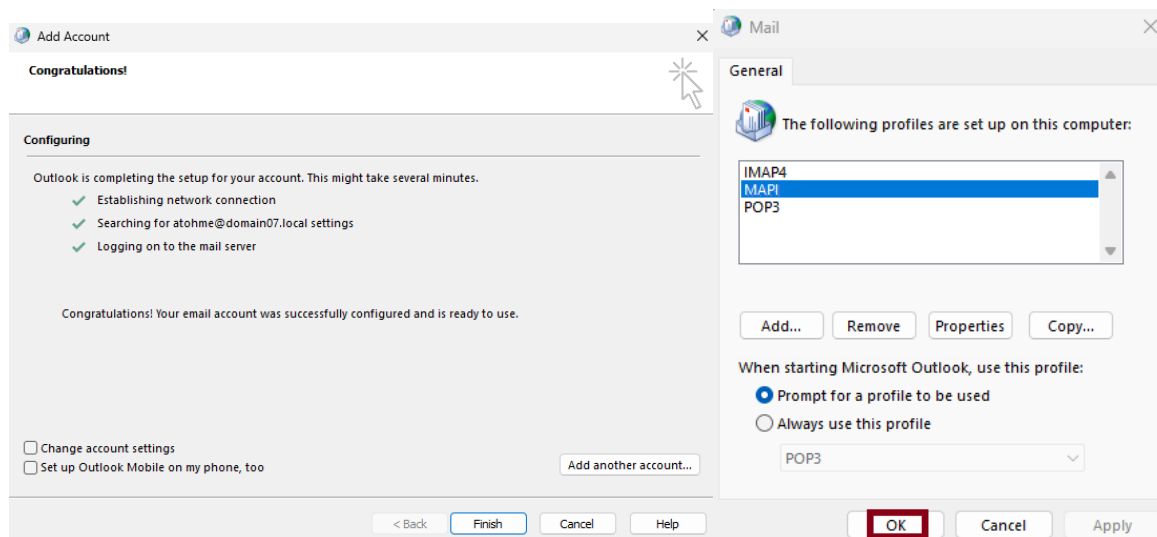 Add Account
Congratulations!
Configuring
Outlook is completing the setup for your account. This might take several minutes.
Establishing network connection
Searching for atohme@domain07.local settings
Logging on to the mail server
Congratulations! Your email account was successfully configured and is ready to use.
Change account settings
Set up Outlook Mobile on my phone, too
Add another account...
< Back
Finish
Cancel
Help
Mail
General
The following profiles are set up on this computer:
IMAP4
MAPI
POP3
Add...
Remove
Properties
Copy...
When starting Microsoft Outlook, use this profile:
Prompt for a profile to be used
Always use this profile
POP3
OK
Cancel
Apply